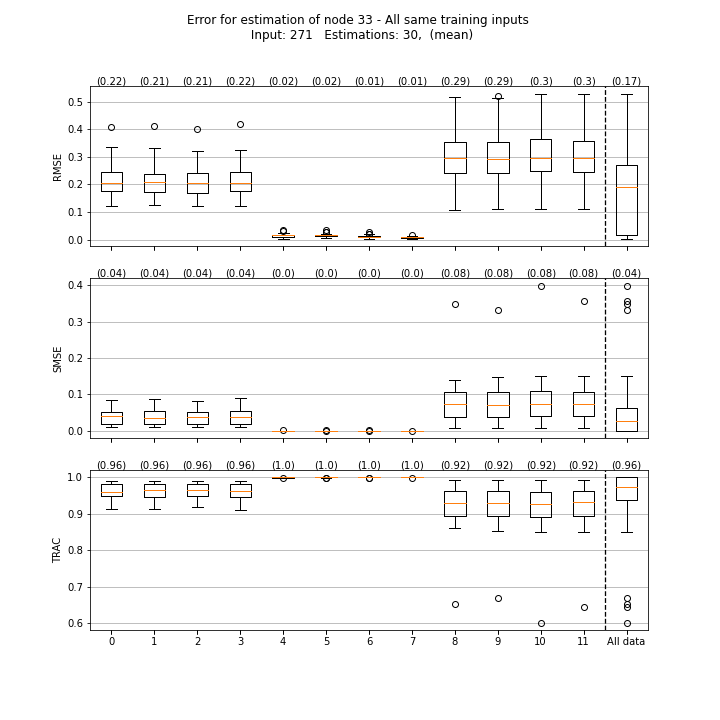 Error for estimation of node 33 - All same training inputs
Input: 271 Estimations: 30, (mean)
(0.22) (0.21) (0.21) (0.22) (0.02) (0.02) (0.01) (0.01) (0.29) (0.29) (0.3) (0.3) (0.17)
0.5
0.4
0.3
0.2
0.1
0.0
RMSE
(0.04) (0.04) (0.04) (0.04) (0.0) (0.0) (0.0) (0.0) (0.08) (0.08) (0.08) (0.08) (0.04)
0.4
0.3
0.2
0.1
0.0
SMSE
(0.96) (0.96) (0.96) (0.96) (1.0) (1.0) (1.0) (1.0) (0.92) (0.92) (0.92) (0.92) (0.96)
1.0
0.9
0.8
0.7
0.6
TRAC
0 1 2 3 4 5 6 7 8 9 10 11 All data